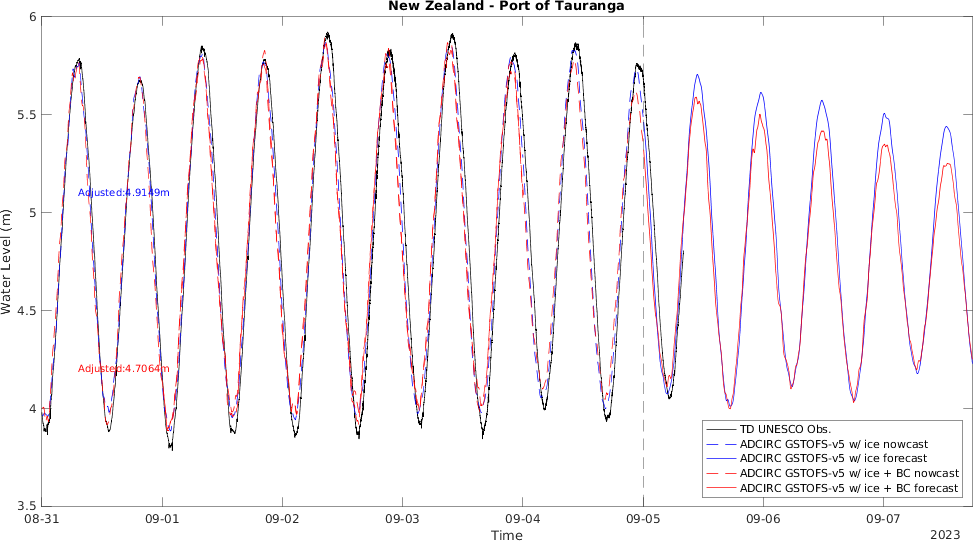 New Zealand - Port of Tauranga
6
5.5
5
4.5
4
3.5
Water Level (m)
Adjusted:4.9149m
Adjusted:4.7064m
TD UNESCO Obs.
ADCIRC GSTOFS-v5 w/ ice nowcast
ADCIRC GSTOFS-v5 w/ ice forecast
ADCIRC GSTOFS-v5 w/ ice + BC nowcast
ADCIRC GSTOFS-v5 w/ ice + BC forecast
08-31 09-01 09-02 09-03 09-04 09-05 09-06 09-07
Time
2023